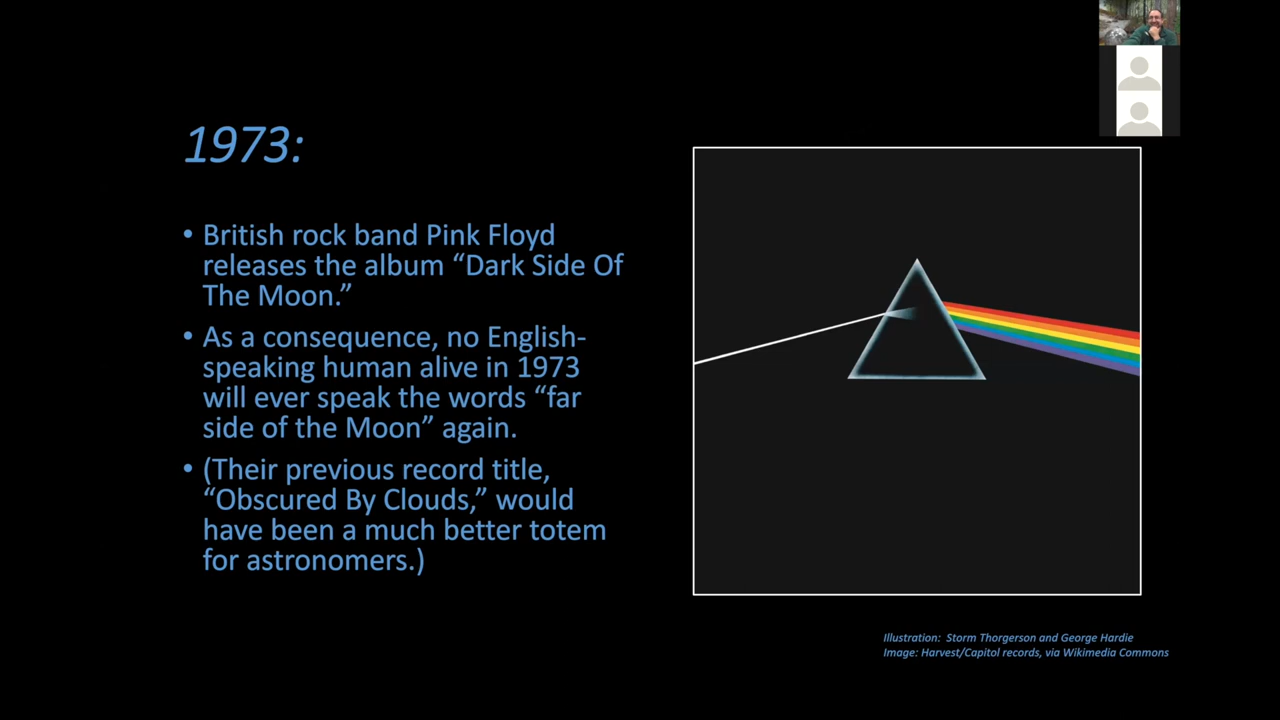 1973:
• British rock band Pink Floyd
releases the album “Dark Side Of
The Moon.”
• As a consequence, no English-
speaking human alive in 1973
will ever speak the words “far
side of the Moon” again.
• (Their previous record title,
“Obscured By Clouds,” would
have been a much better totem
for astronomers.)
Illustration: Storm Thorgerson and George Hardie
Image: Harvest/Capitol records, via Wikimedia Commons